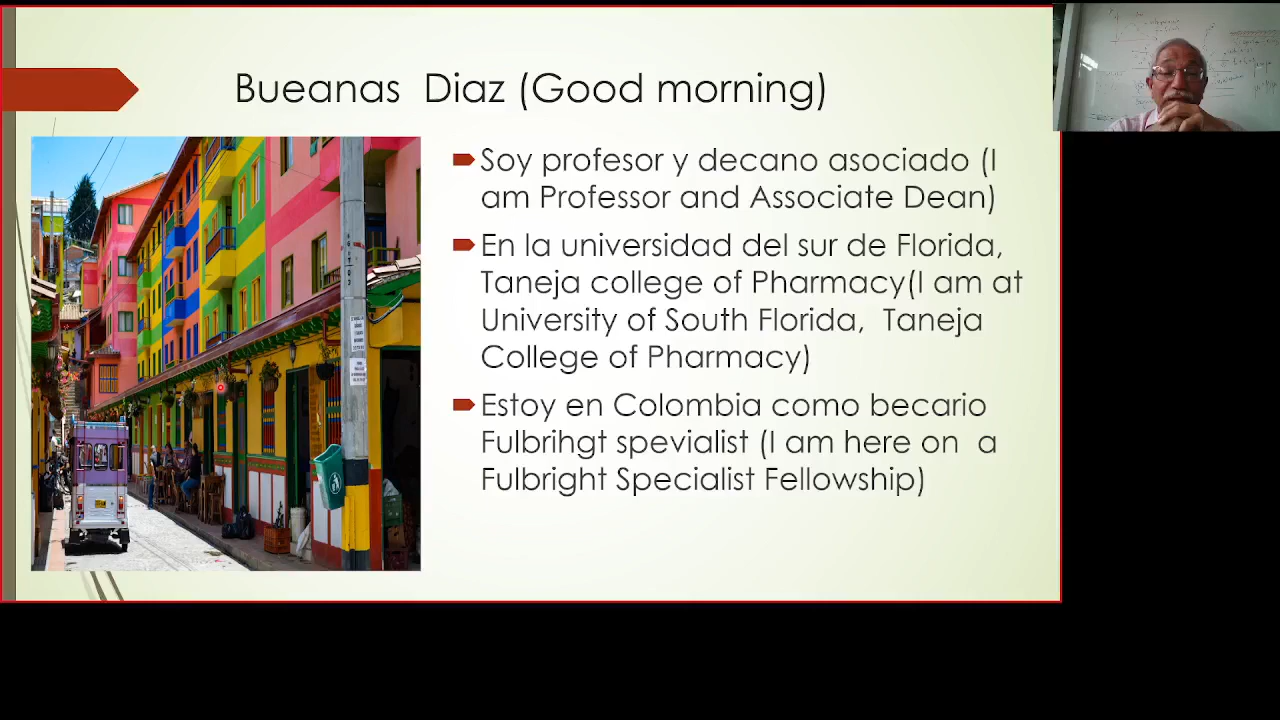 Bueanas  Diaz (Good morning)
Soy profesor y decano asociado (I
am Professor and Associate Dean)
En la universidad del sur de Florida,
Taneja college of Pharmacy(I am at
University of South Florida,  Taneja
College of Pharmacy)
Estoy en Colombia como becario
Fulbrihgt spevialist (I am here on  a
Fulbright Specialist Fellowship)